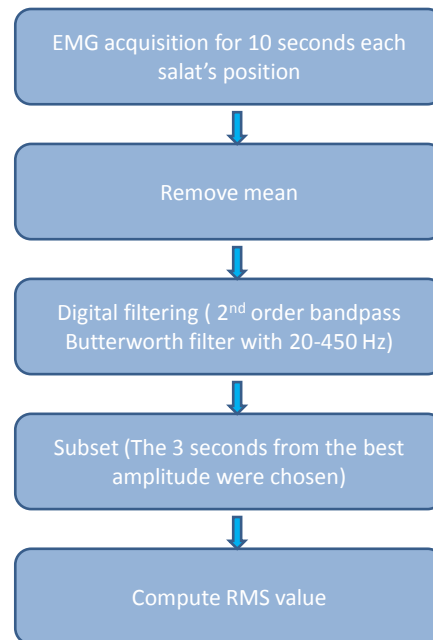 EMG acquisition for 10 seconds each
salat's position
Remove mean
Digital filtering ( 2nd order bandpass
Butterworth filter with 20-450 Hz)
Subset (The 3 seconds from the best
amplitude were chosen)
Compute RMS value